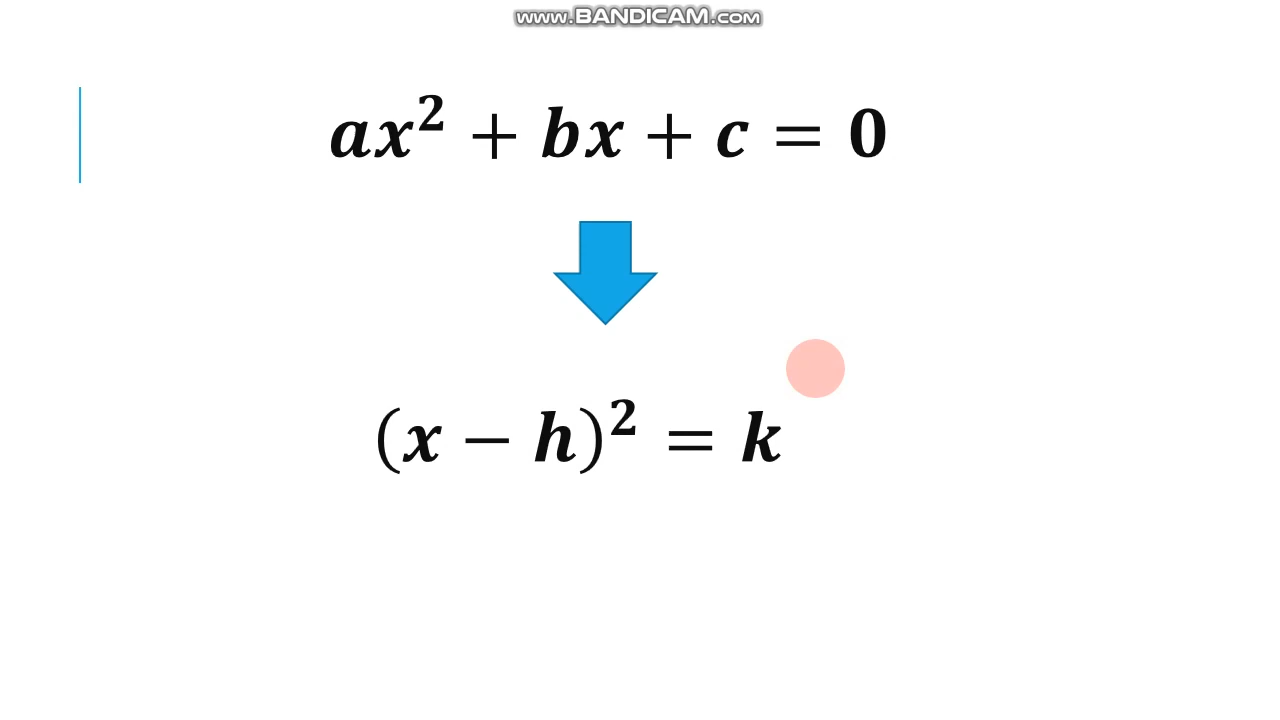 www.BANDICAM.com
ax² + bx + c = 0
(x − h)² = k